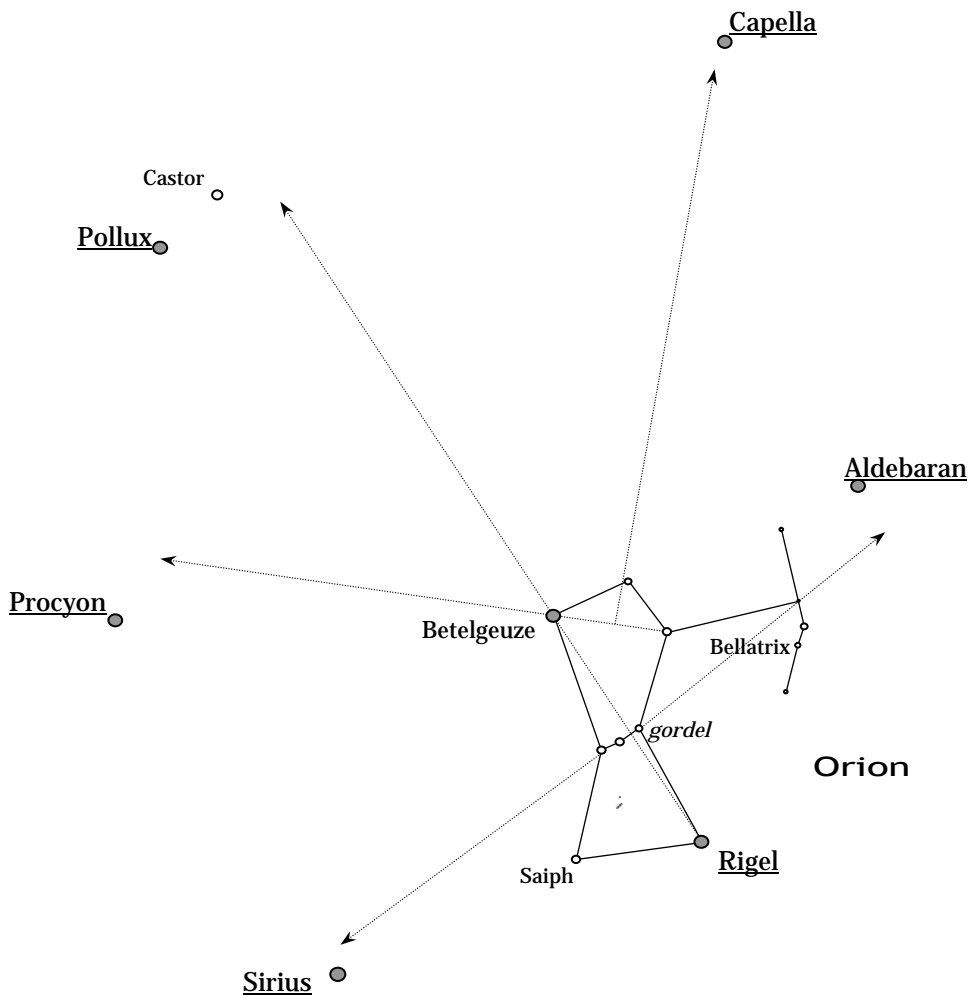 Capella
Castor
Pollux
Aldebaran
Procyon
Betelgeuze
Bellatrix
gordel
Orion
Rigel
Saiph
Sirius